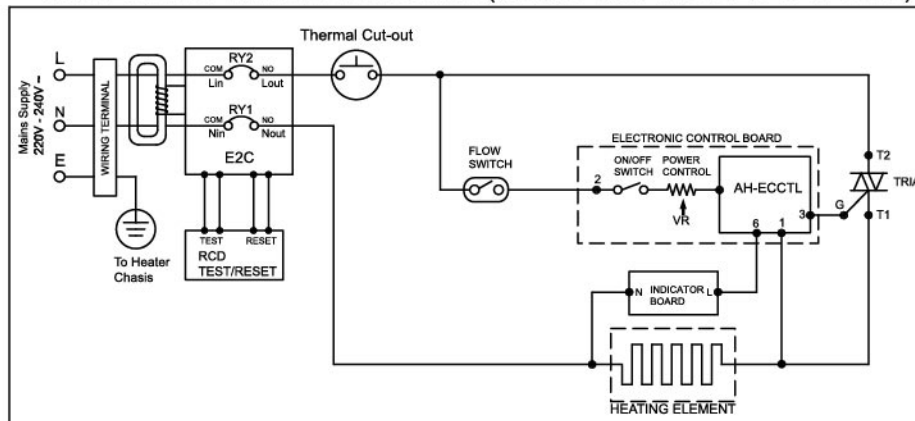 Mains Supply
220V - 240V ~
L
N
E
WIRING TERMINAL
To Heater
Chasis
COM
RY2
NO
Lin
Lout
COM
RY1
NO
Nin
Nout
E2C
TEST
RESET
RCD
TEST/RESET
Thermal Cut-out
FLOW
SWITCH
ELECTRONIC CONTROL BOARD
2
ON/OFF
SWITCH
POWER
CONTROL
VR
AH-ECCTL
3
6
1
G
T2
TRIA
T1
N
INDICATOR
BOARD
L
HEATING ELEMENT